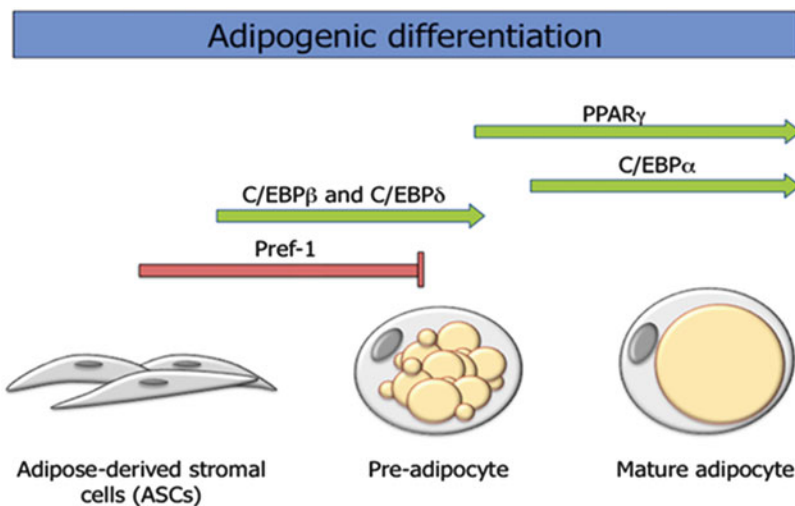 Adipogenic differentiation
PPARγ
C/EBPα
C/EBPβ and C/EBPδ
Pref-1
Adipose-derived stromal
cells (ASCs)
Pre-adipocyte
Mature adipocyte